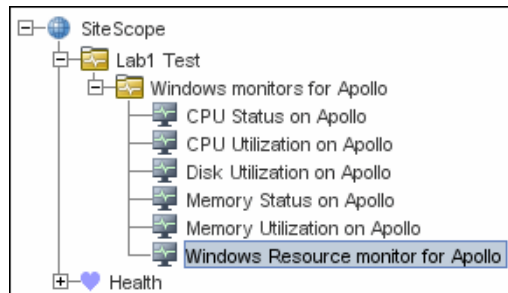 SiteScope
Lab1 Test
Windows monitors for Apollo
CPU Status on Apollo
CPU Utilization on Apollo
Disk Utilization on Apollo
Memory Status on Apollo
Memory Utilization on Apollo
Windows Resource monitor for Apollo
Health